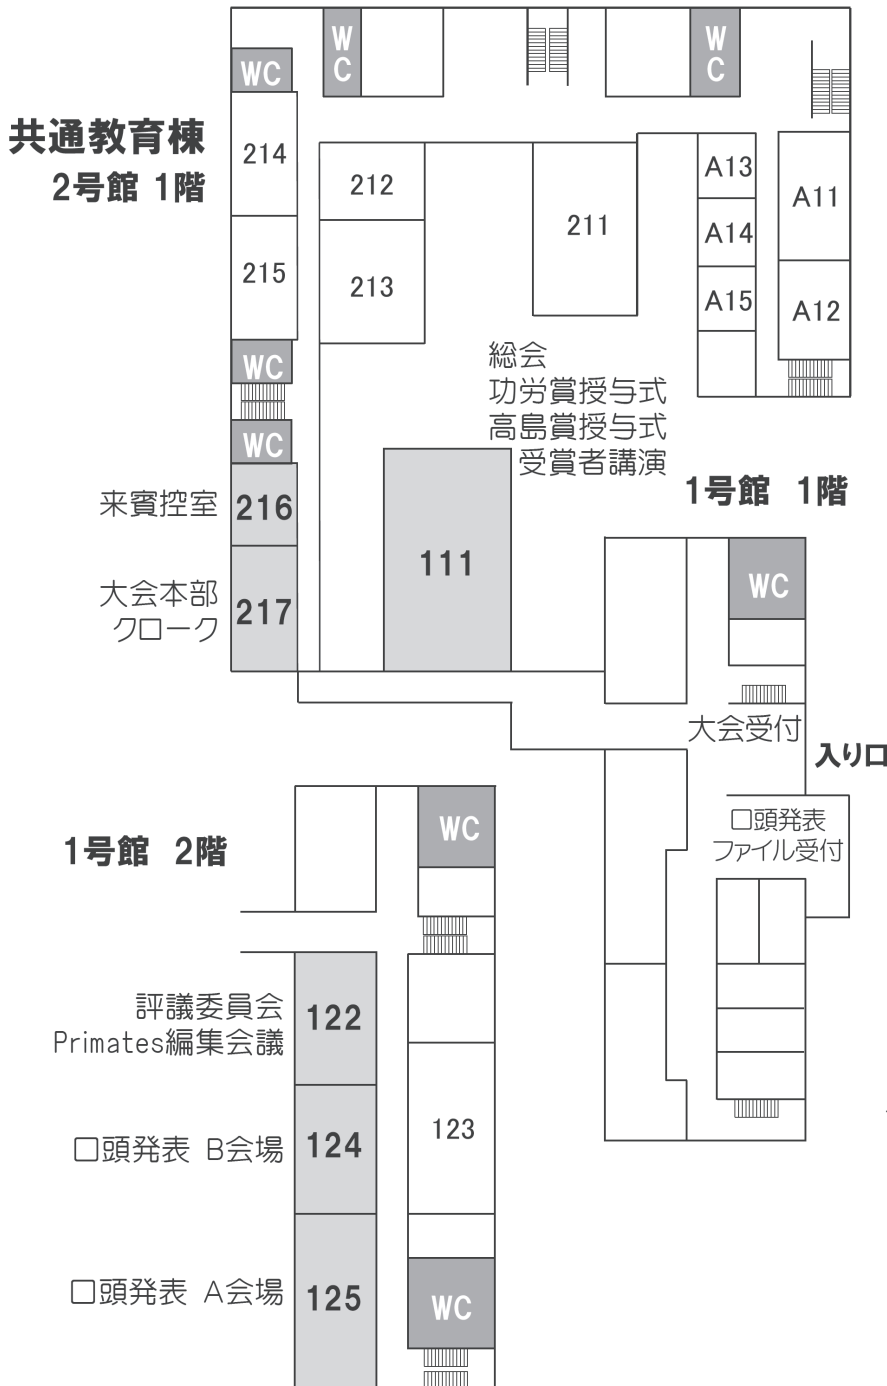 WC
WC
WC
共通教育棟
2号館 1階
214
212
211
A13
A11
A14
215
213
A15
A12
WC
総会
功労賞授与式
高島賞授与式
受賞者講演
WC
来賓控室
216
111
1号館 1階
大会本部
クローク
217
WC
大会受付
入り口
口頭発表
ファイル受付
1号館 2階
WC
評議委員会
Primates編集会議
122
口頭発表 B会場
124
123
口頭発表 A会場
125
WC